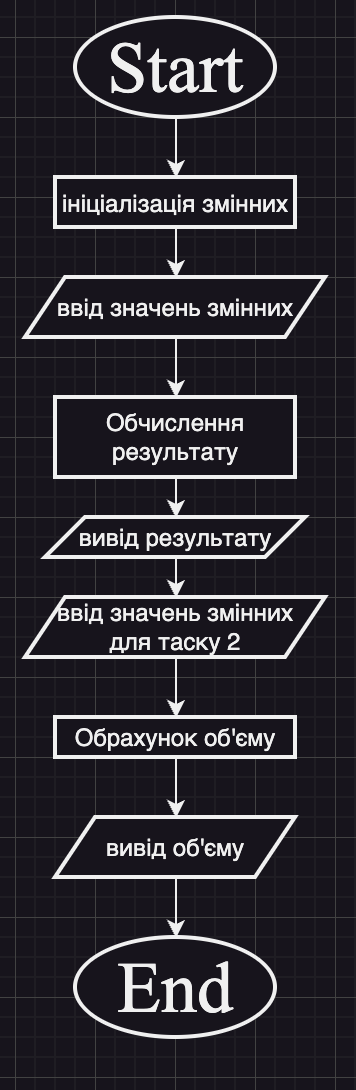 Start
ініціалізація змінних
ввід значень змінних
Обчислення
результату
вивід результату
ввід значень змінних
для таску 2
Обрахунок об'єму
вивід об'єму
End